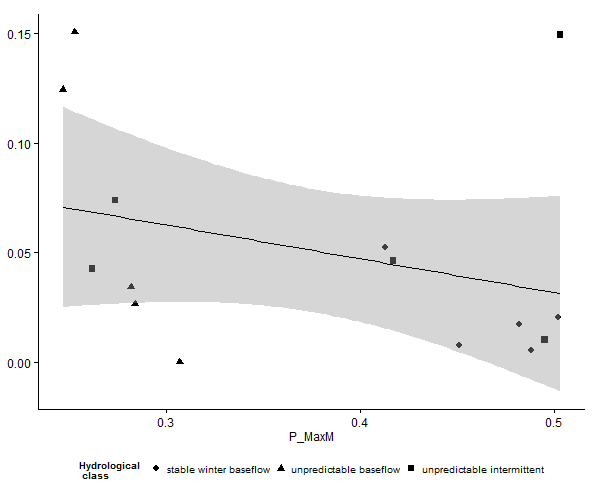 0.15
0.10
0.05
0.00
0.3 0.4 0.5
P_MaxM
Hydrological
class
stable winter baseflow unpredictable baseflow unpredictable intermittent